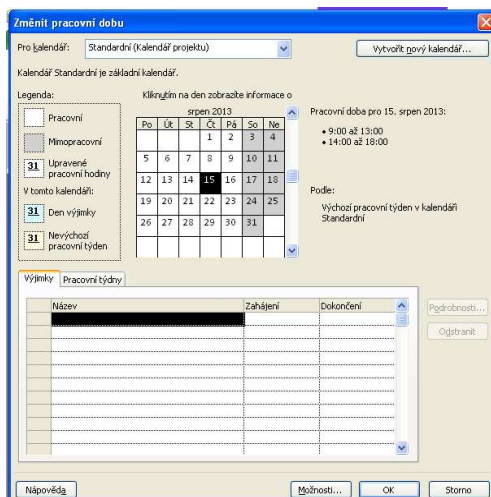 Změnit pracovní dobu
Pro kalendář: Standardní (Kalendář projektu) Vytvořit nový kalendář...
Kalendář Standardní je základní kalendář.
Legenda:
Pracovní
Mimopracovní
31 Upravené pracovní hodiny
V tomto kalendáři:
31 Den výjimky
31 Nevýchozí pracovní týden
Kliknutím na den zobrazíte informace o
srpen 2013
Po Út St Čt Pá So Ne
1 2 3 4
5 6 7 8 9 10 11
12 13 14 15 16 17 18
19 20 21 22 23 24 25
26 27 28 29 30 31
Pracovní doba pro 15. srpen 2013:
• 9:00 až 13:00
• 14:00 až 18:00
Podle:
Výchozí pracovní týden v kalendáři
Standardní
Výjimky Pracovní týdny
Název Zahájení Dokončení
Podrobnosti...
Odstranit
Nápověda Možnosti... OK Storno